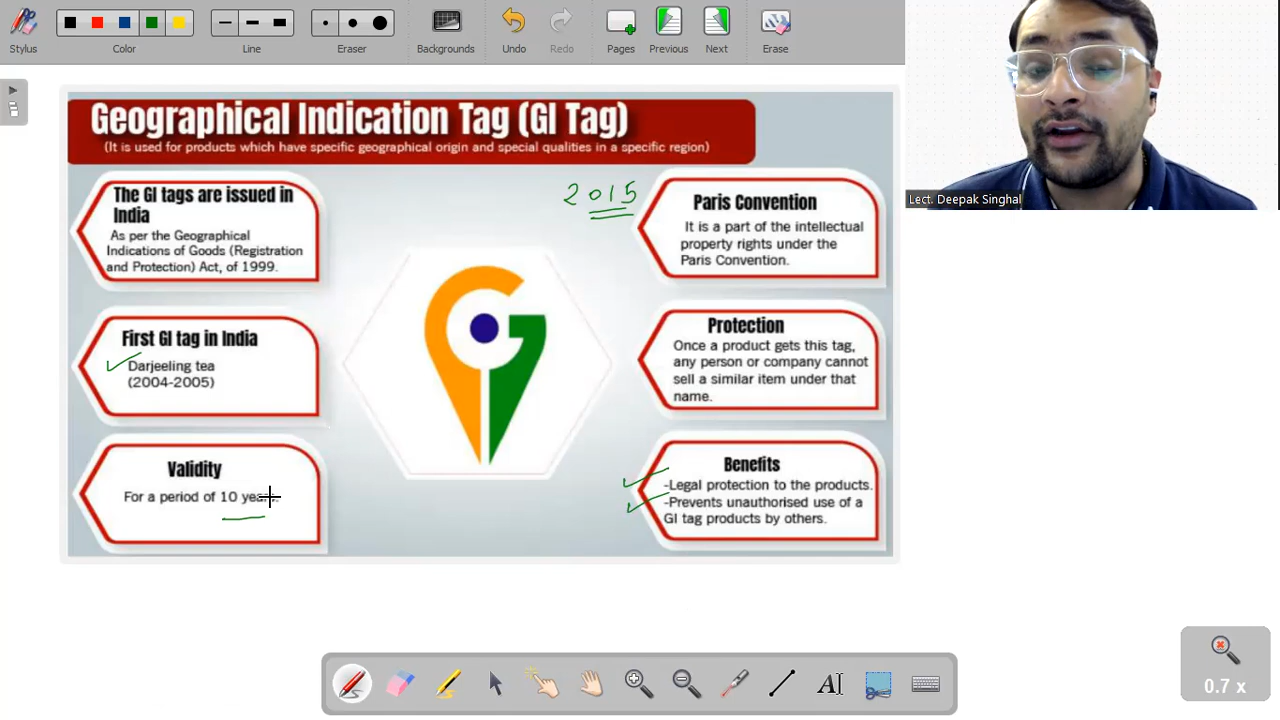 Stylus
Color
Line
Eraser
Backgrounds
Undo
Redo
Pages
Previous
Next
Erase
Lect. Deepak Singhal
Geographical Indication Tag (GI Tag)
(It is used for products which have specific geographical origin and special qualities in a specific region)
The GI tags are issued in
India
As per the Geographical
Indications of Goods (Registration
and Protection) Act, of 1999.
First GI tag in India
Darjeeling tea
(2004-2005)
Validity
For a period of 10 years.
2015
Paris Convention
It is a part of the intellectual
property rights under the
Paris Convention.
Protection
Once a product gets this tag,
any person or company cannot
sell a similar item under that
name.
Benefits
-Legal protection to the products.
-Prevents unauthorised use of a
GI tag products by others.
AI
0.7 x